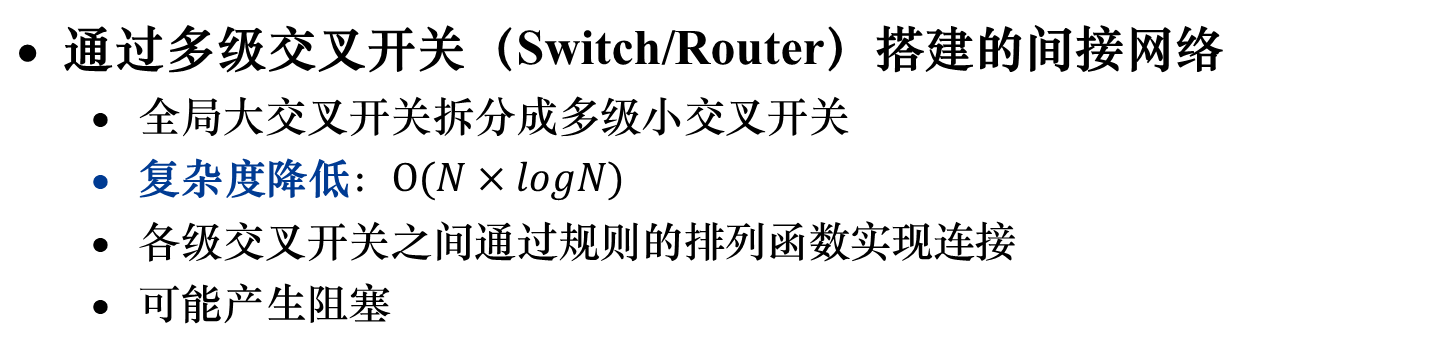 • 通过多级交叉开关（Switch/Router）搭建的间接网络
• 全局大交叉开关拆分成多级小交叉开关
• 复杂度降低：O(N × logN)
• 各级交叉开关之间通过规则的排列函数实现连接
• 可能产生阻塞